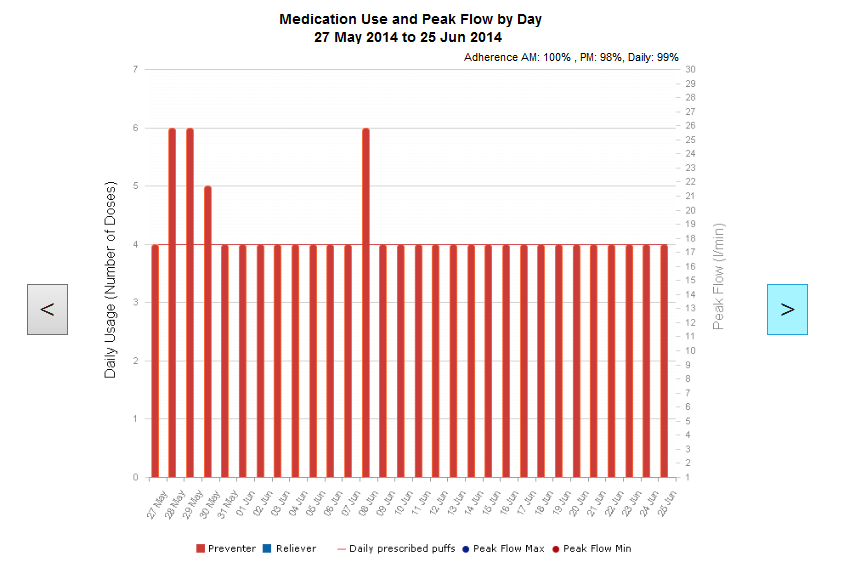 Medication Use and Peak Flow by Day
27 May 2014 to 25 Jun 2014
Adherence AM: 100% , PM: 98%, Daily: 99%
7
6
5
4
3
2
1
0
Daily Usage (Number of Doses)
30
29
28
27
26
25
24
23
22
21
20
19
18
17
16
15
14
13
12
11
10
9
8
7
6
5
4
3
2
1
Peak Flow (l/min)
<
>
27 May
28 May
29 May
30 May
31 May
01 Jun
02 Jun
03 Jun
04 Jun
05 Jun
06 Jun
07 Jun
08 Jun
09 Jun
10 Jun
11 Jun
12 Jun
13 Jun
14 Jun
15 Jun
16 Jun
17 Jun
18 Jun
19 Jun
20 Jun
21 Jun
22 Jun
23 Jun
24 Jun
25 Jun
Preventer Reliever Daily prescribed puffs Peak Flow Max Peak Flow Min